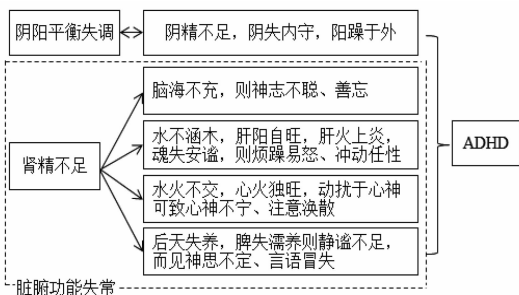 阴阳平衡失调
阴精不足，阴失内守，阳躁于外
脑海不充，则神志不聪、善忘
水不涵木，肝阳自旺，肝火上炎，
魂失安谧，则烦躁易怒、冲动任性
肾精不足
ADHD
水火不交，心火独旺，动扰于心神
可致心神不宁、注意涣散
后天失养，脾失濡养则静谧不足，
而见神思不定、言语冒失
脏腑功能失常